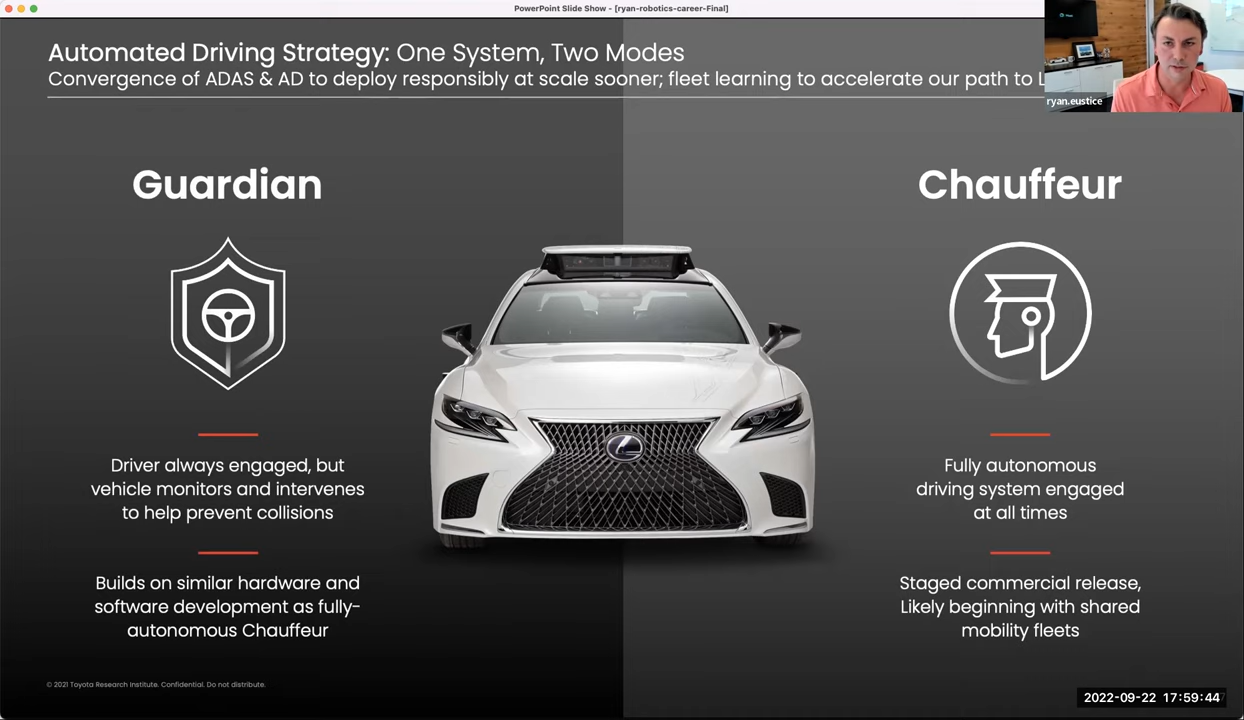 PowerPoint Slide Show - [ryan-robotics-career-Final]
Automated Driving Strategy: One System, Two Modes
Convergence of ADAS & AD to deploy responsibly at scale sooner; fleet learning to accelerate our path to L
ryan.eustice
Guardian
Driver always engaged, but
vehicle monitors and intervenes
to help prevent collisions
Builds on similar hardware and
software development as fully-
autonomous Chauffeur
Chauffeur
Fully autonomous
driving system engaged
at all times
Staged commercial release,
Likely beginning with shared
mobility fleets
© 2021 Toyota Research Institute. Confidential. Do not distribute.
2022-09-22 17:59:44